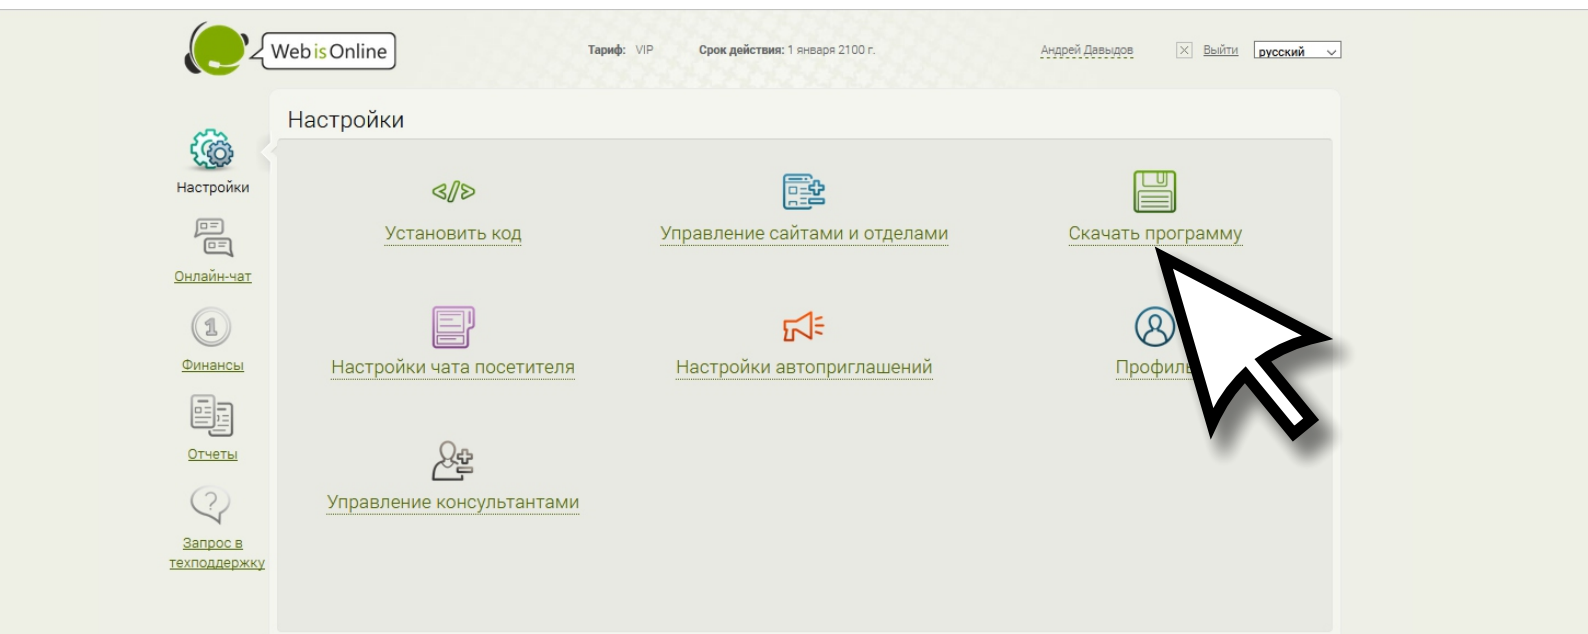 Web is Online
Тариф: VIP
Срок действия: 1 января 2100 г.
Андрей Давыдов
Выйти
русский
Настройки
Настройки
Онлайн-чат
1
Финансы
Отчеты
?
Запрос в
техподдержку
</>
Установить код
Управление сайтами и отделами
Скачать программу
Настройки чата посетителя
Настройки автоприглашений
Профиль
Управление консультантами